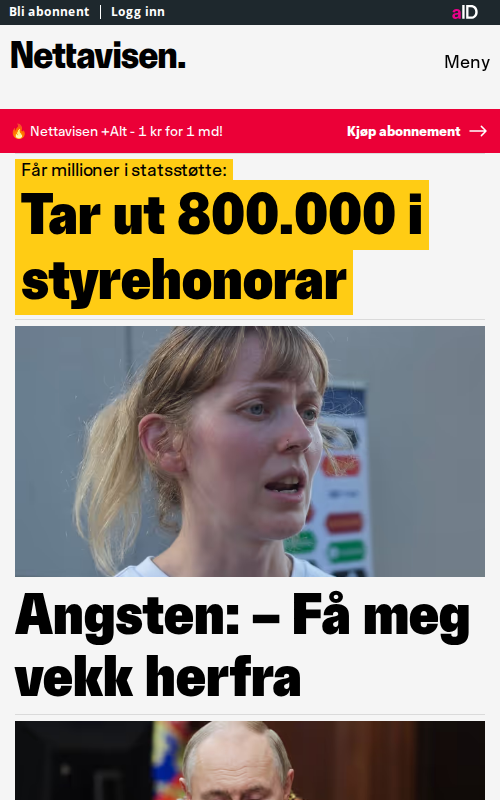 Bli abonnent
Logg inn
aID
Nettavisen.
Meny
Nettavisen +Alt - 1 kr for 1 md!
Kjøp abonnement
Får millioner i statsstøtte:
Tar ut 800.000 i
styrehonorar
Angsten: – Få meg
vekk herfra